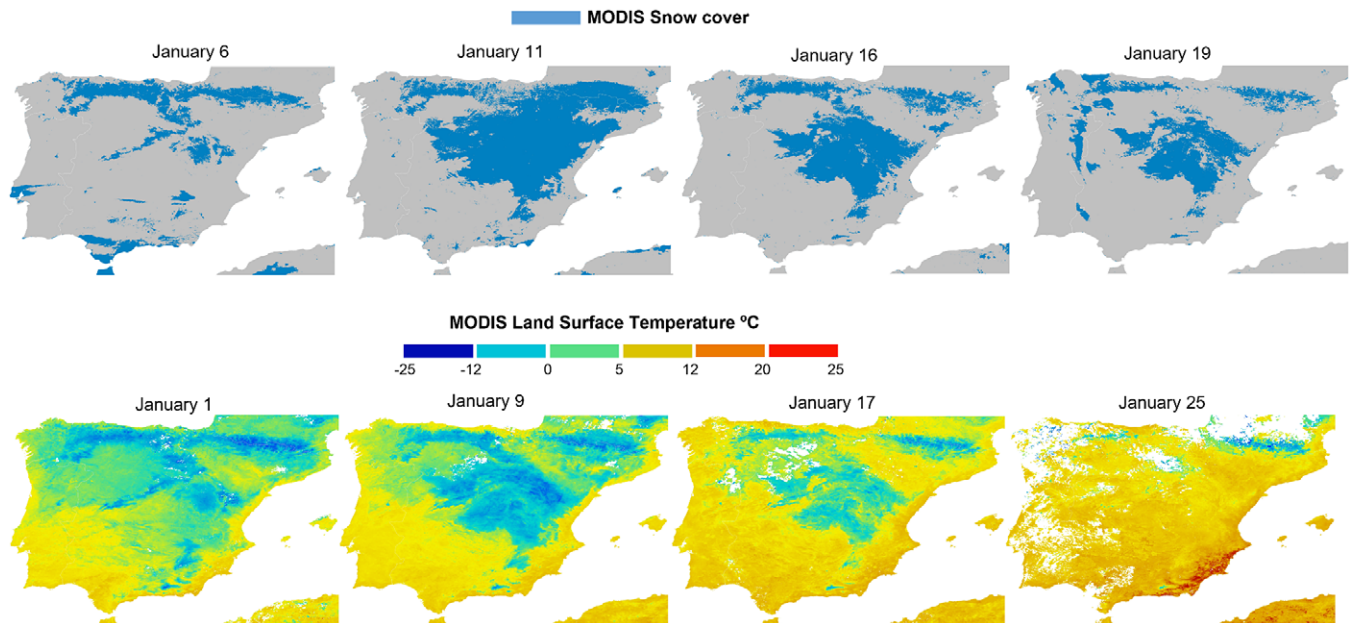 MODIS Snow cover
January 6
January 11
January 16
January 19
MODIS Land Surface Temperature ºC
-25 -12 0 5 12 20 25
January 1
January 9
January 17
January 25